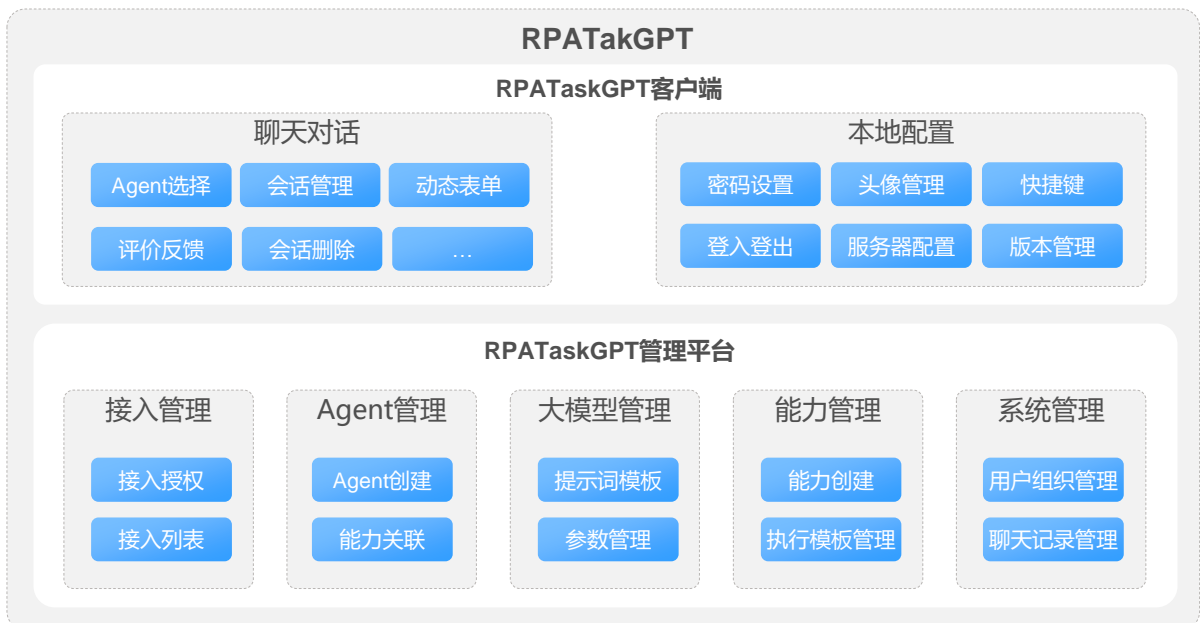 RPATakGPT
RPATaskGPT客户端
聊天对话
Agent选择
会话管理
动态表单
评价反馈
会话删除
...
本地配置
密码设置
头像管理
快捷键
登入登出
服务器配置
版本管理
RPATaskGPT管理平台
接入管理
接入授权
接入列表
Agent管理
Agent创建
能力关联
大模型管理
提示词模板
参数管理
能力管理
能力创建
执行模板管理
系统管理
用户组织管理
聊天记录管理